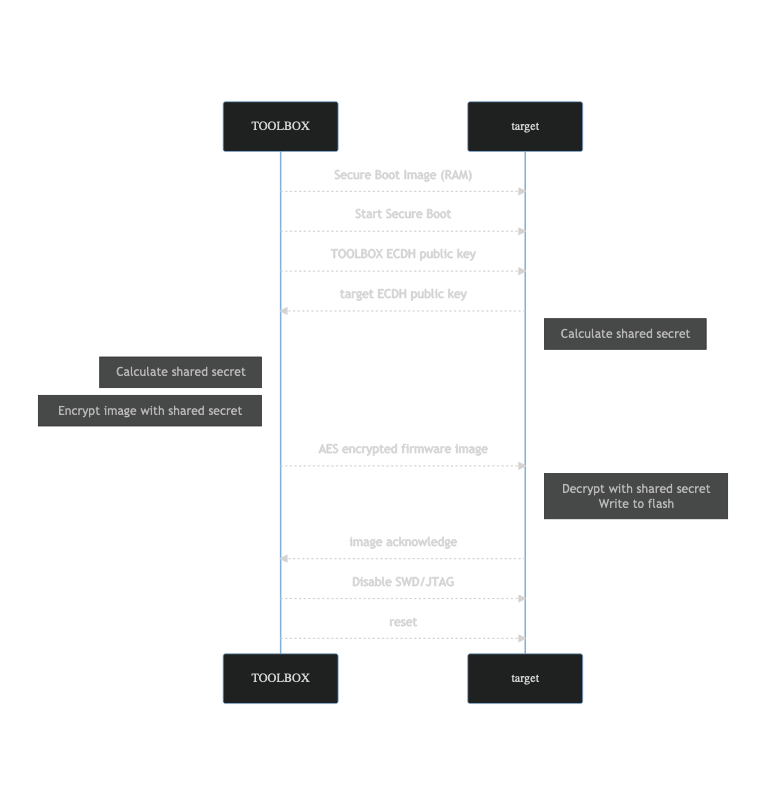 TOOLBOX
target
Secure Boot Image (RAM)
Start Secure Boot
TOOLBOX ECDH public key
target ECDH public key
Calculate shared secret
Calculate shared secret
Encrypt image with shared secret
AES encrypted firmware image
Decrypt with shared secret
Write to flash
image acknowledge
Disable SWD/JTAG
reset
TOOLBOX
target